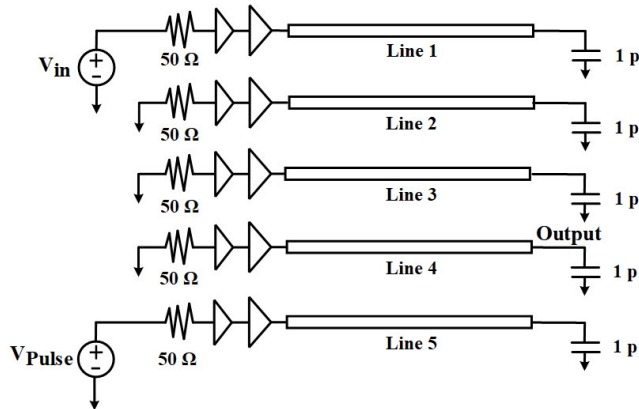 50 Ω
Line 1
1 p
V_in
+
-
50 Ω
Line 2
1 p
50 Ω
Line 3
1 p
Output
50 Ω
Line 4
1 p
50 Ω
Line 5
1 p
V_Pulse
+
-